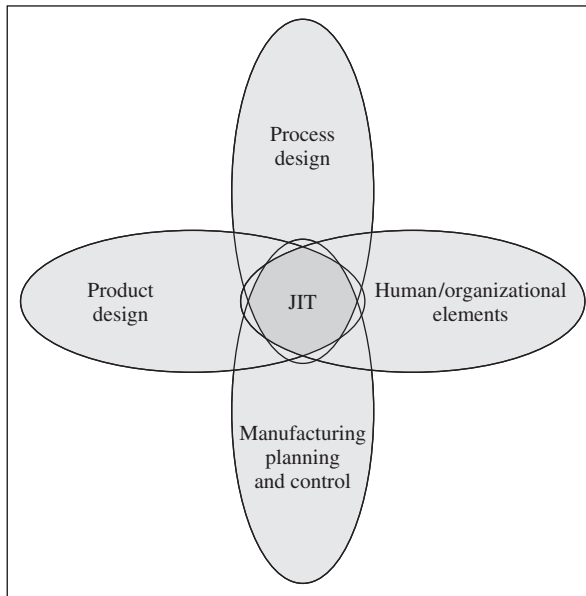 Process
design
Product
design
JIT
Human/organizational
elements
Manufacturing
planning
and control